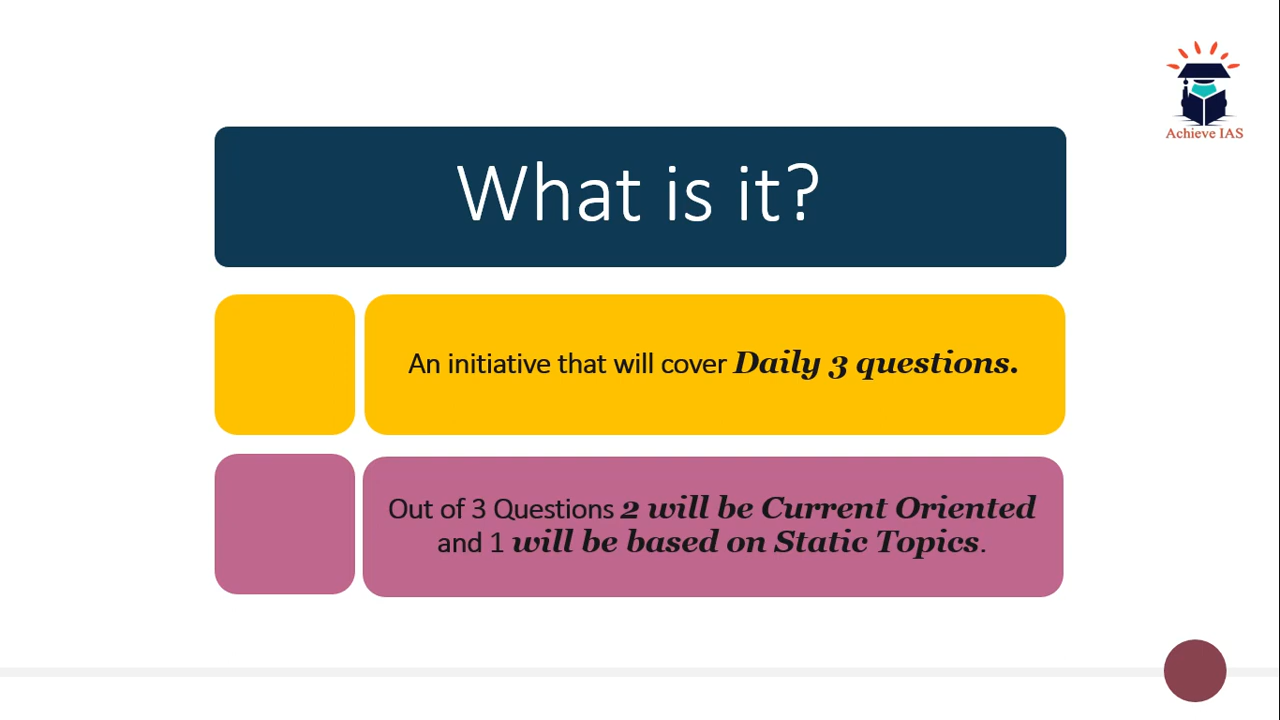 Achieve IAS
What is it?
An initiative that will cover Daily 3 questions.
Out of 3 Questions 2 will be Current Oriented
and 1 will be based on Static Topics.